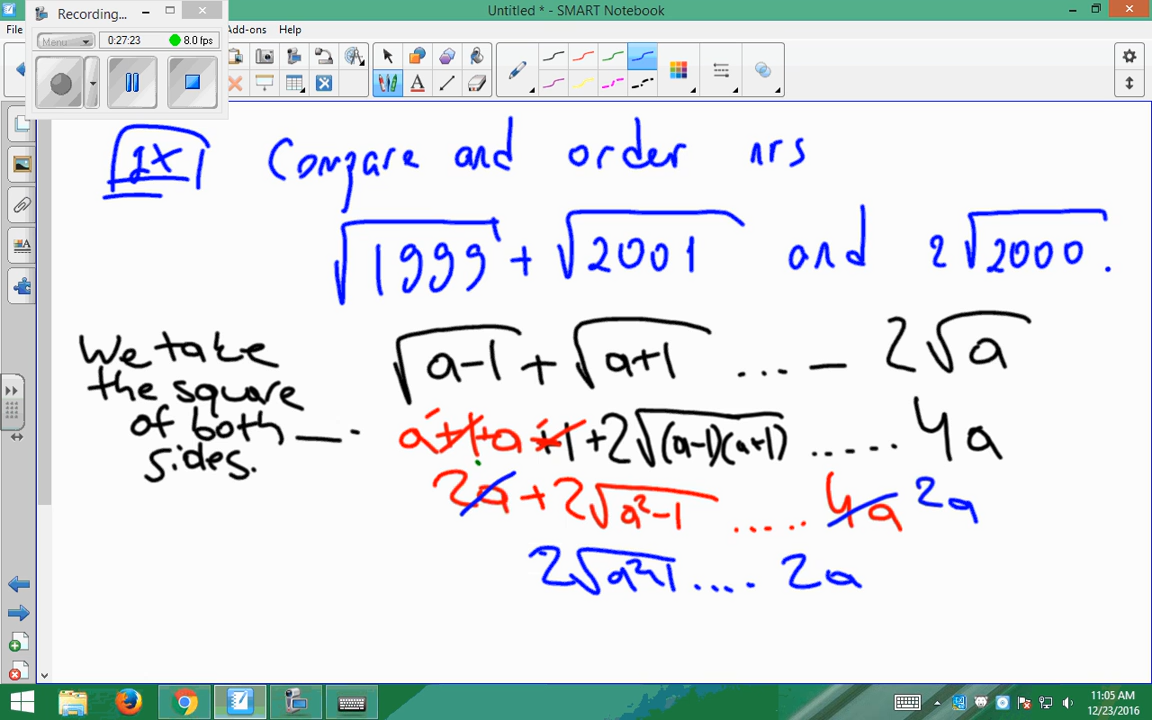 Recording...
Untitled * - SMART Notebook
File
Add-ons
Help
Menu
0:27:23
8.0 fps
EX
Compare and order nrs
√1999 + √2001 and 2√2000.
We take
the square
of both
sides.
√a-1 + √a+1 ....— 2√a
a-1+a+1+2√(a-1)(a+1) ..... 4a
2a + 2√a²-1 ..... 4a 2a
2√a²-1 .... 2a
11:05 AM
12/23/2016